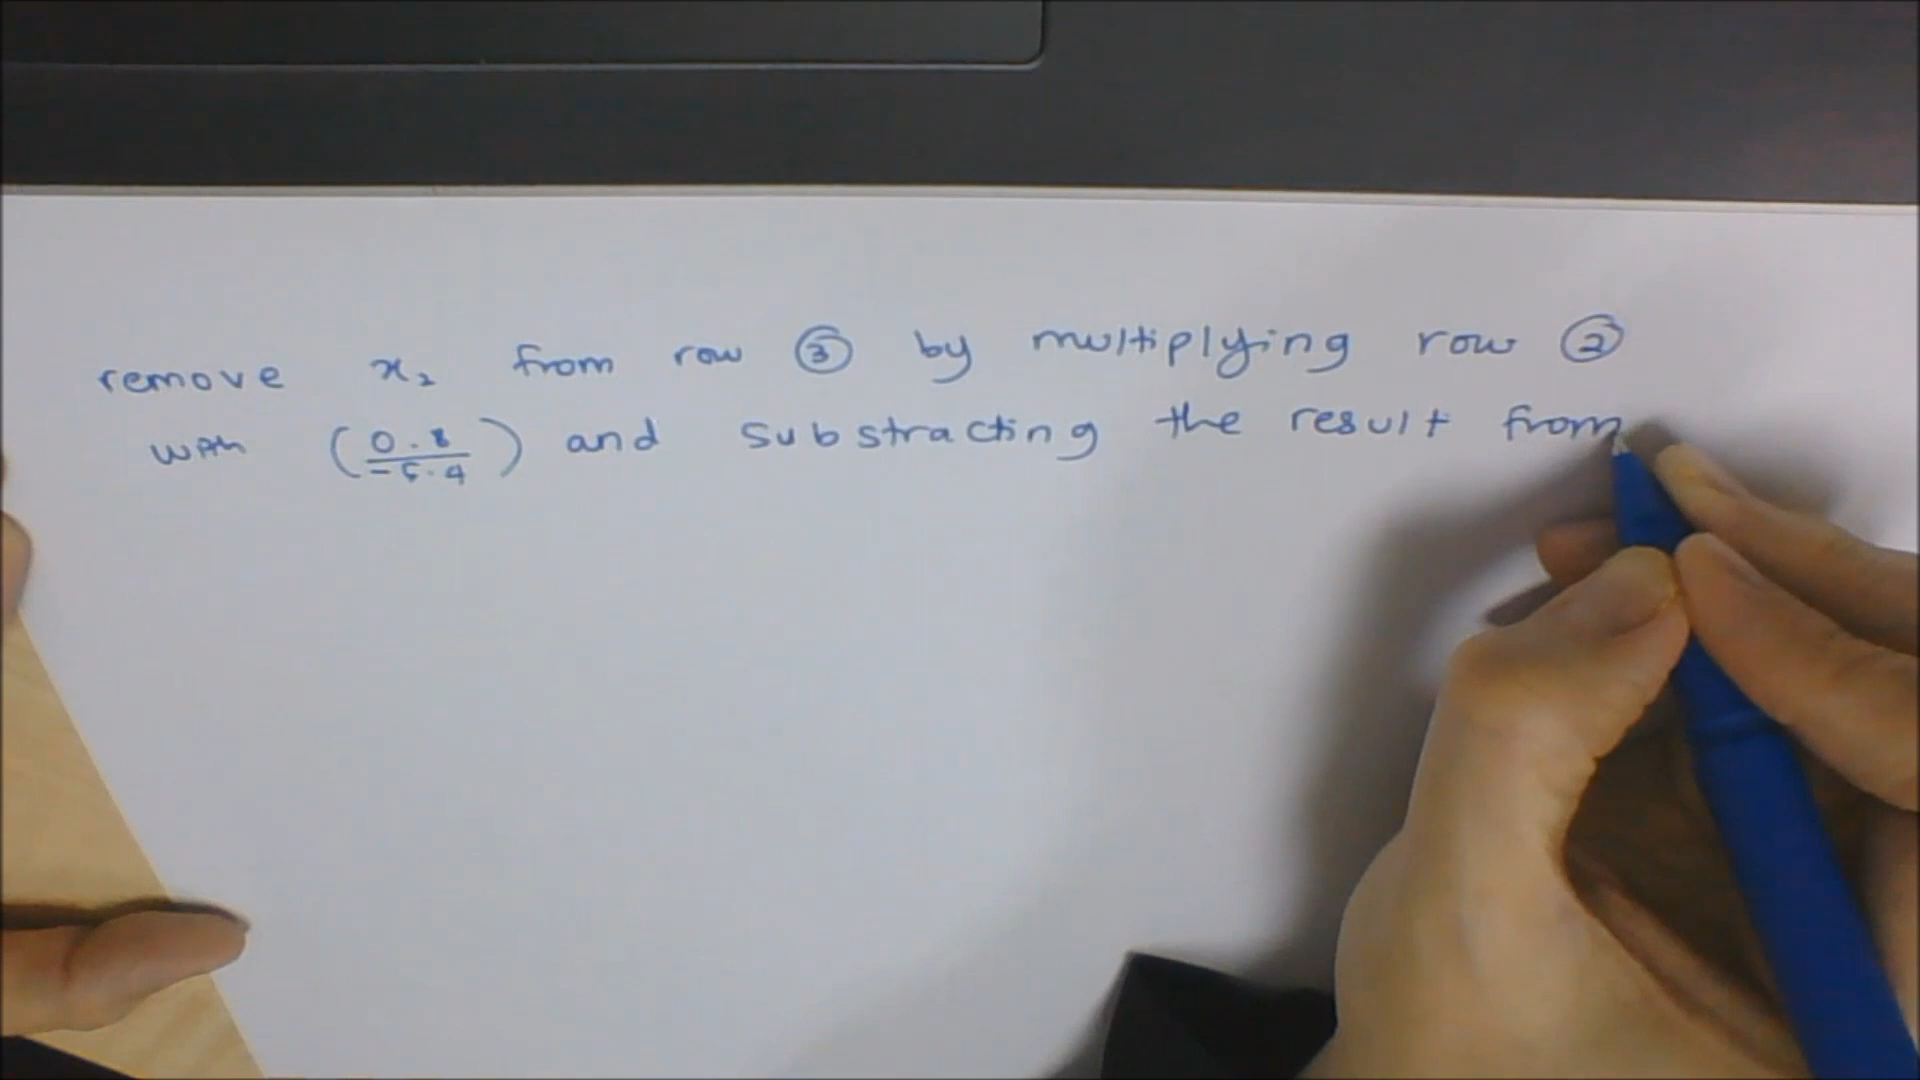 remove x₂ from row ③ by multiplying row ②
with (0.8/-5.4) and substracting the result from